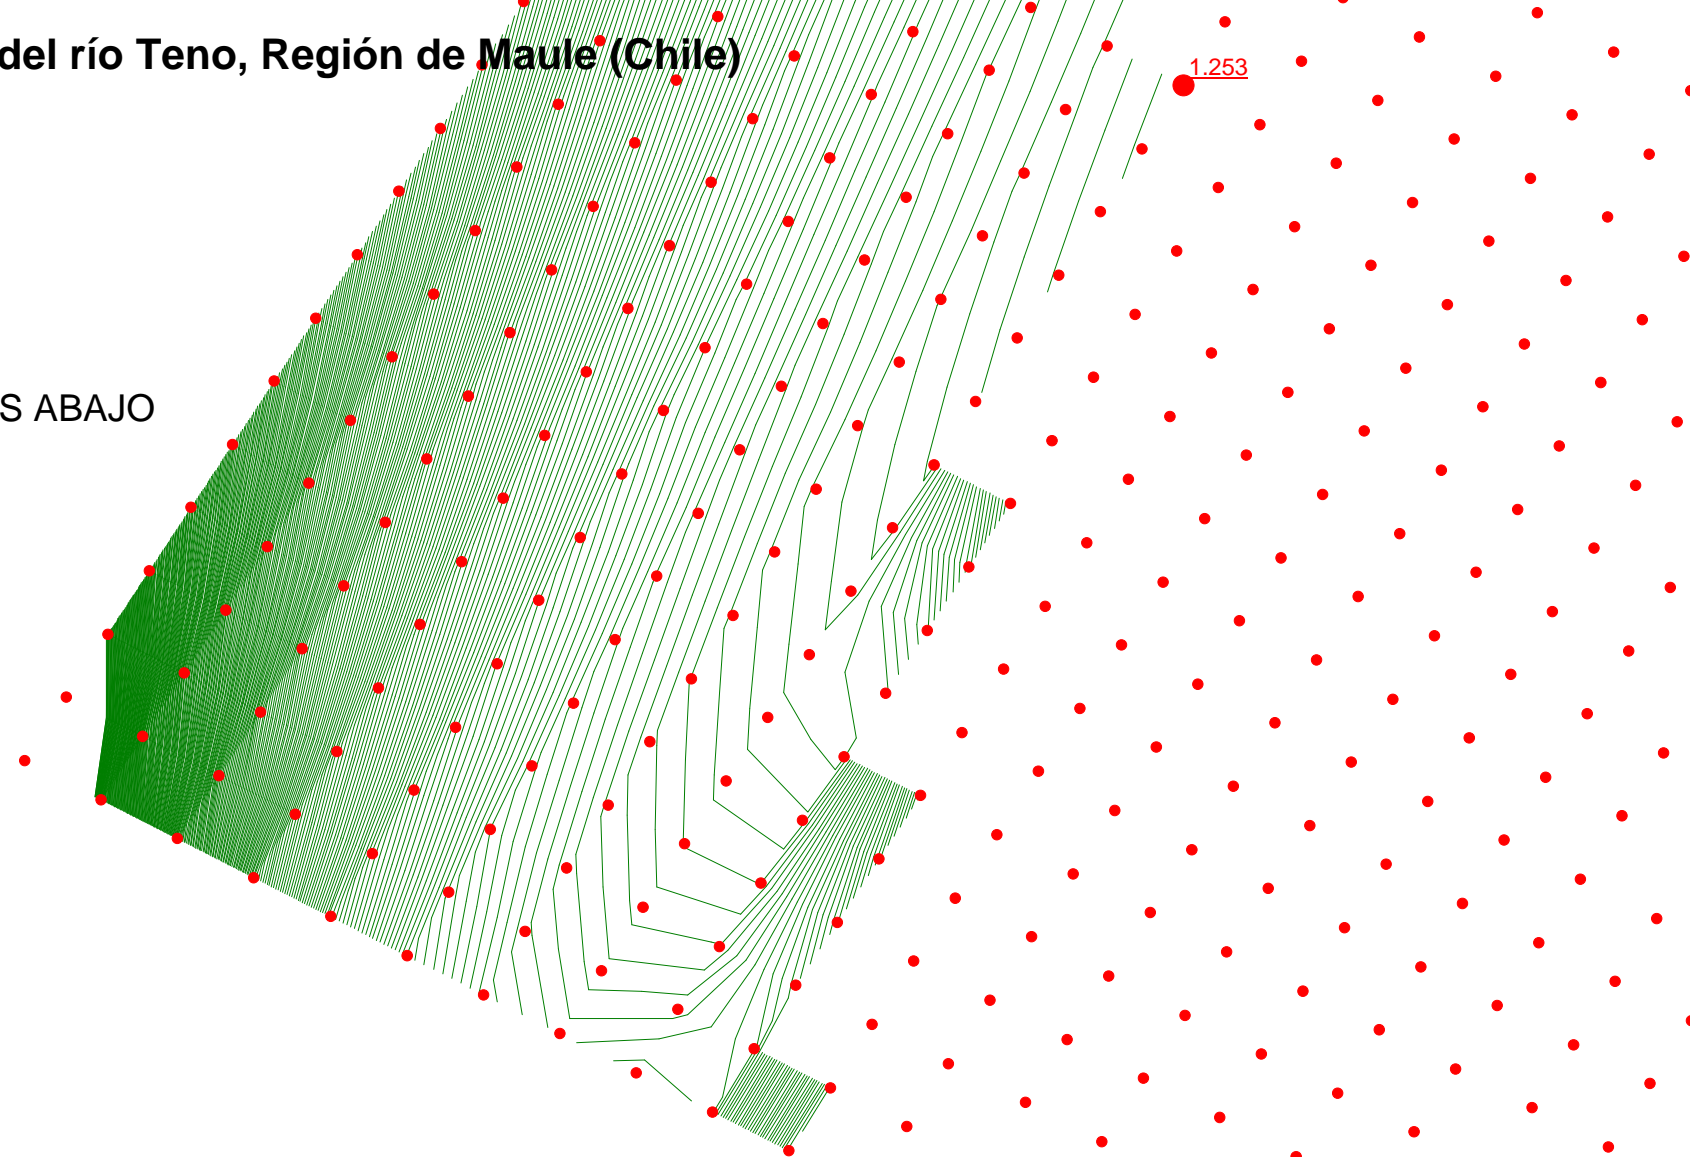 del río Teno, Región de Maule (Chile)
1.253
S ABAJO